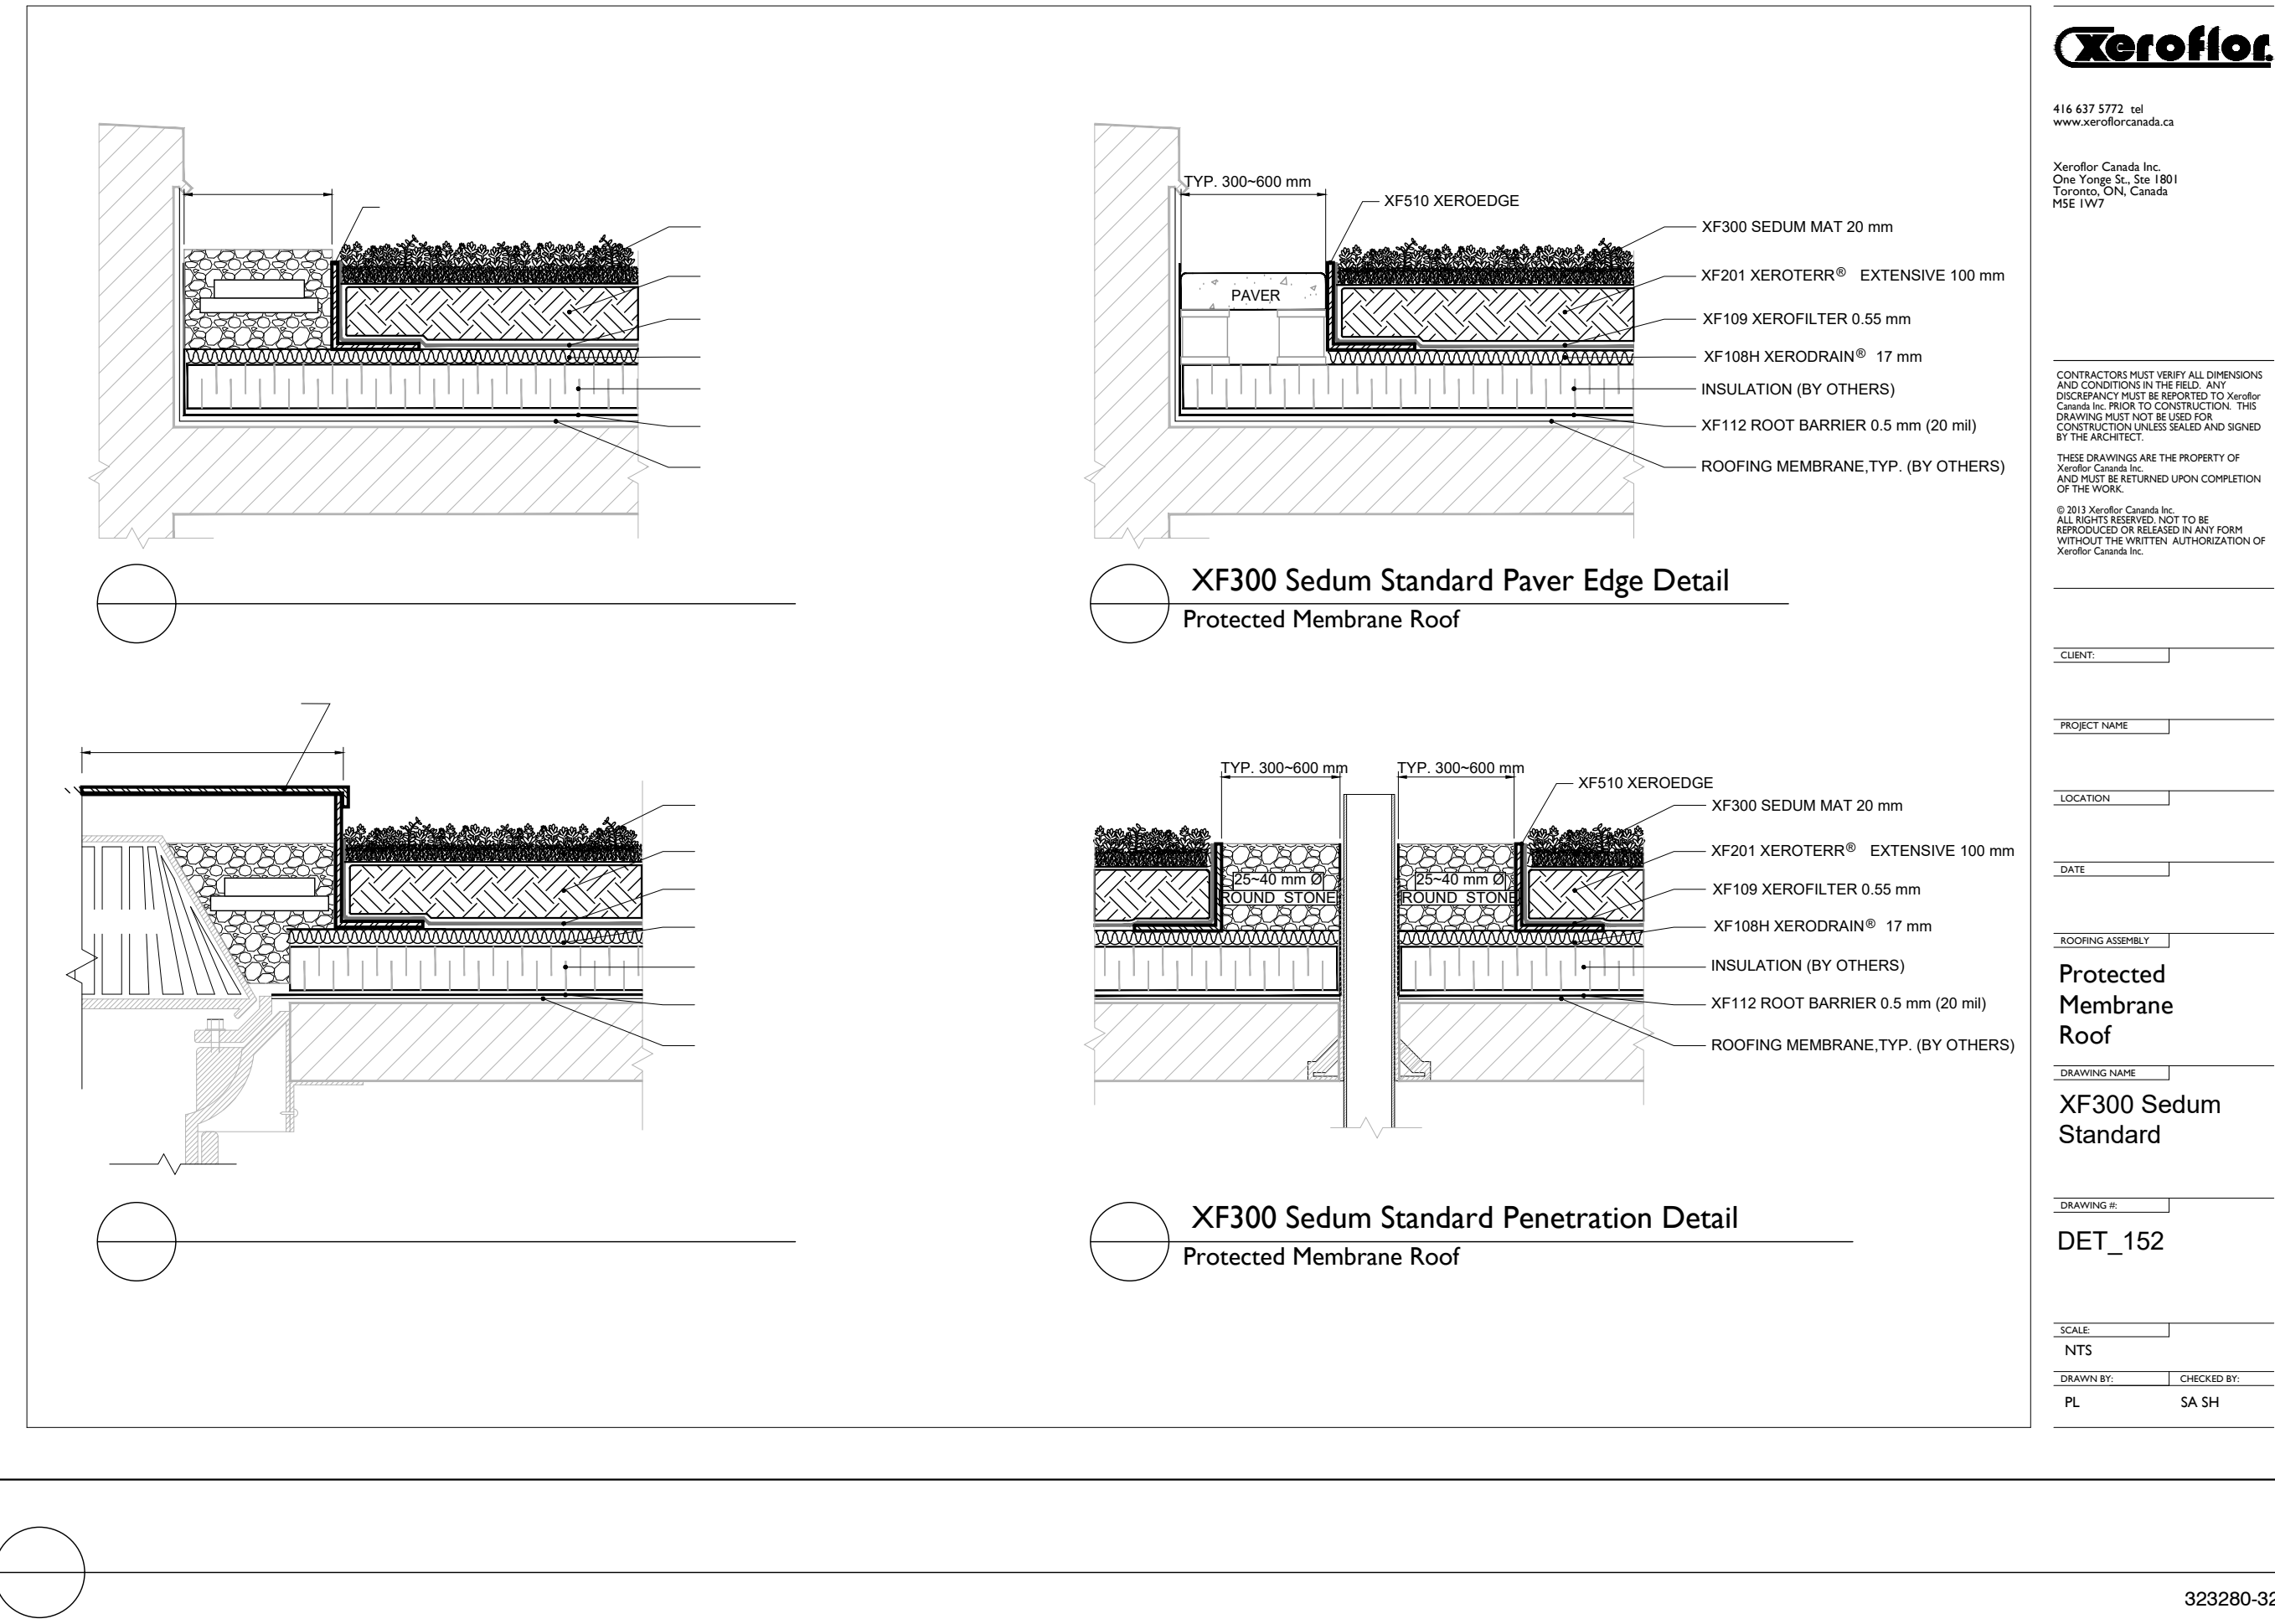 TYP. 300~600 mm
XF510 XEROEDGE
XF300 SEDUM MAT 20 mm
XF201 XEROTERR® EXTENSIVE 100 mm
PAVER
XF109 XEROFILTER 0.55 mm
XF108H XERODRAIN® 17 mm
INSULATION (BY OTHERS)
XF112 ROOT BARRIER 0.5 mm (20 mil)
ROOFING MEMBRANE,TYP. (BY OTHERS)
XF300 Sedum Standard Paver Edge Detail
Protected Membrane Roof
TYP. 300~600 mm
TYP. 300~600 mm
XF510 XEROEDGE
XF300 SEDUM MAT 20 mm
XF201 XEROTERR® EXTENSIVE 100 mm
25~40 mm Ø
ROUND STONE
25~40 mm Ø
ROUND STONE
XF109 XEROFILTER 0.55 mm
XF108H XERODRAIN® 17 mm
INSULATION (BY OTHERS)
XF112 ROOT BARRIER 0.5 mm (20 mil)
ROOFING MEMBRANE,TYP. (BY OTHERS)
XF300 Sedum Standard Penetration Detail
Protected Membrane Roof
xeroflor.
416 637 5772 tel
www.xeroflorcanada.ca
Xeroflor Canada Inc.
One Yonge St., Ste 1801
Toronto, ON, Canada
M5E 1W7
CONTRACTORS MUST VERIFY ALL DIMENSIONS
AND CONDITIONS IN THE FIELD. ANY
DISCREPANCY MUST BE REPORTED TO Xeroflor
Cananda Inc. PRIOR TO CONSTRUCTION. THIS
DRAWING MUST NOT BE USED FOR
CONSTRUCTION UNLESS SEALED AND SIGNED
BY THE ARCHITECT.
THESE DRAWINGS ARE THE PROPERTY OF
Xeroflor Cananda Inc.
AND MUST BE RETURNED UPON COMPLETION
OF THE WORK.
© 2013 Xeroflor Cananda Inc.
ALL RIGHTS RESERVED. NOT TO BE
REPRODUCED OR RELEASED IN ANY FORM
WITHOUT THE WRITTEN AUTHORIZATION OF
Xeroflor Cananda Inc.
CLIENT:
PROJECT NAME
LOCATION
DATE
ROOFING ASSEMBLY
Protected
Membrane
Roof
DRAWING NAME
XF300 Sedum
Standard
DRAWING #:
DET_152
SCALE:
NTS
DRAWN BY: CHECKED BY:
PL SA SH
323280-32